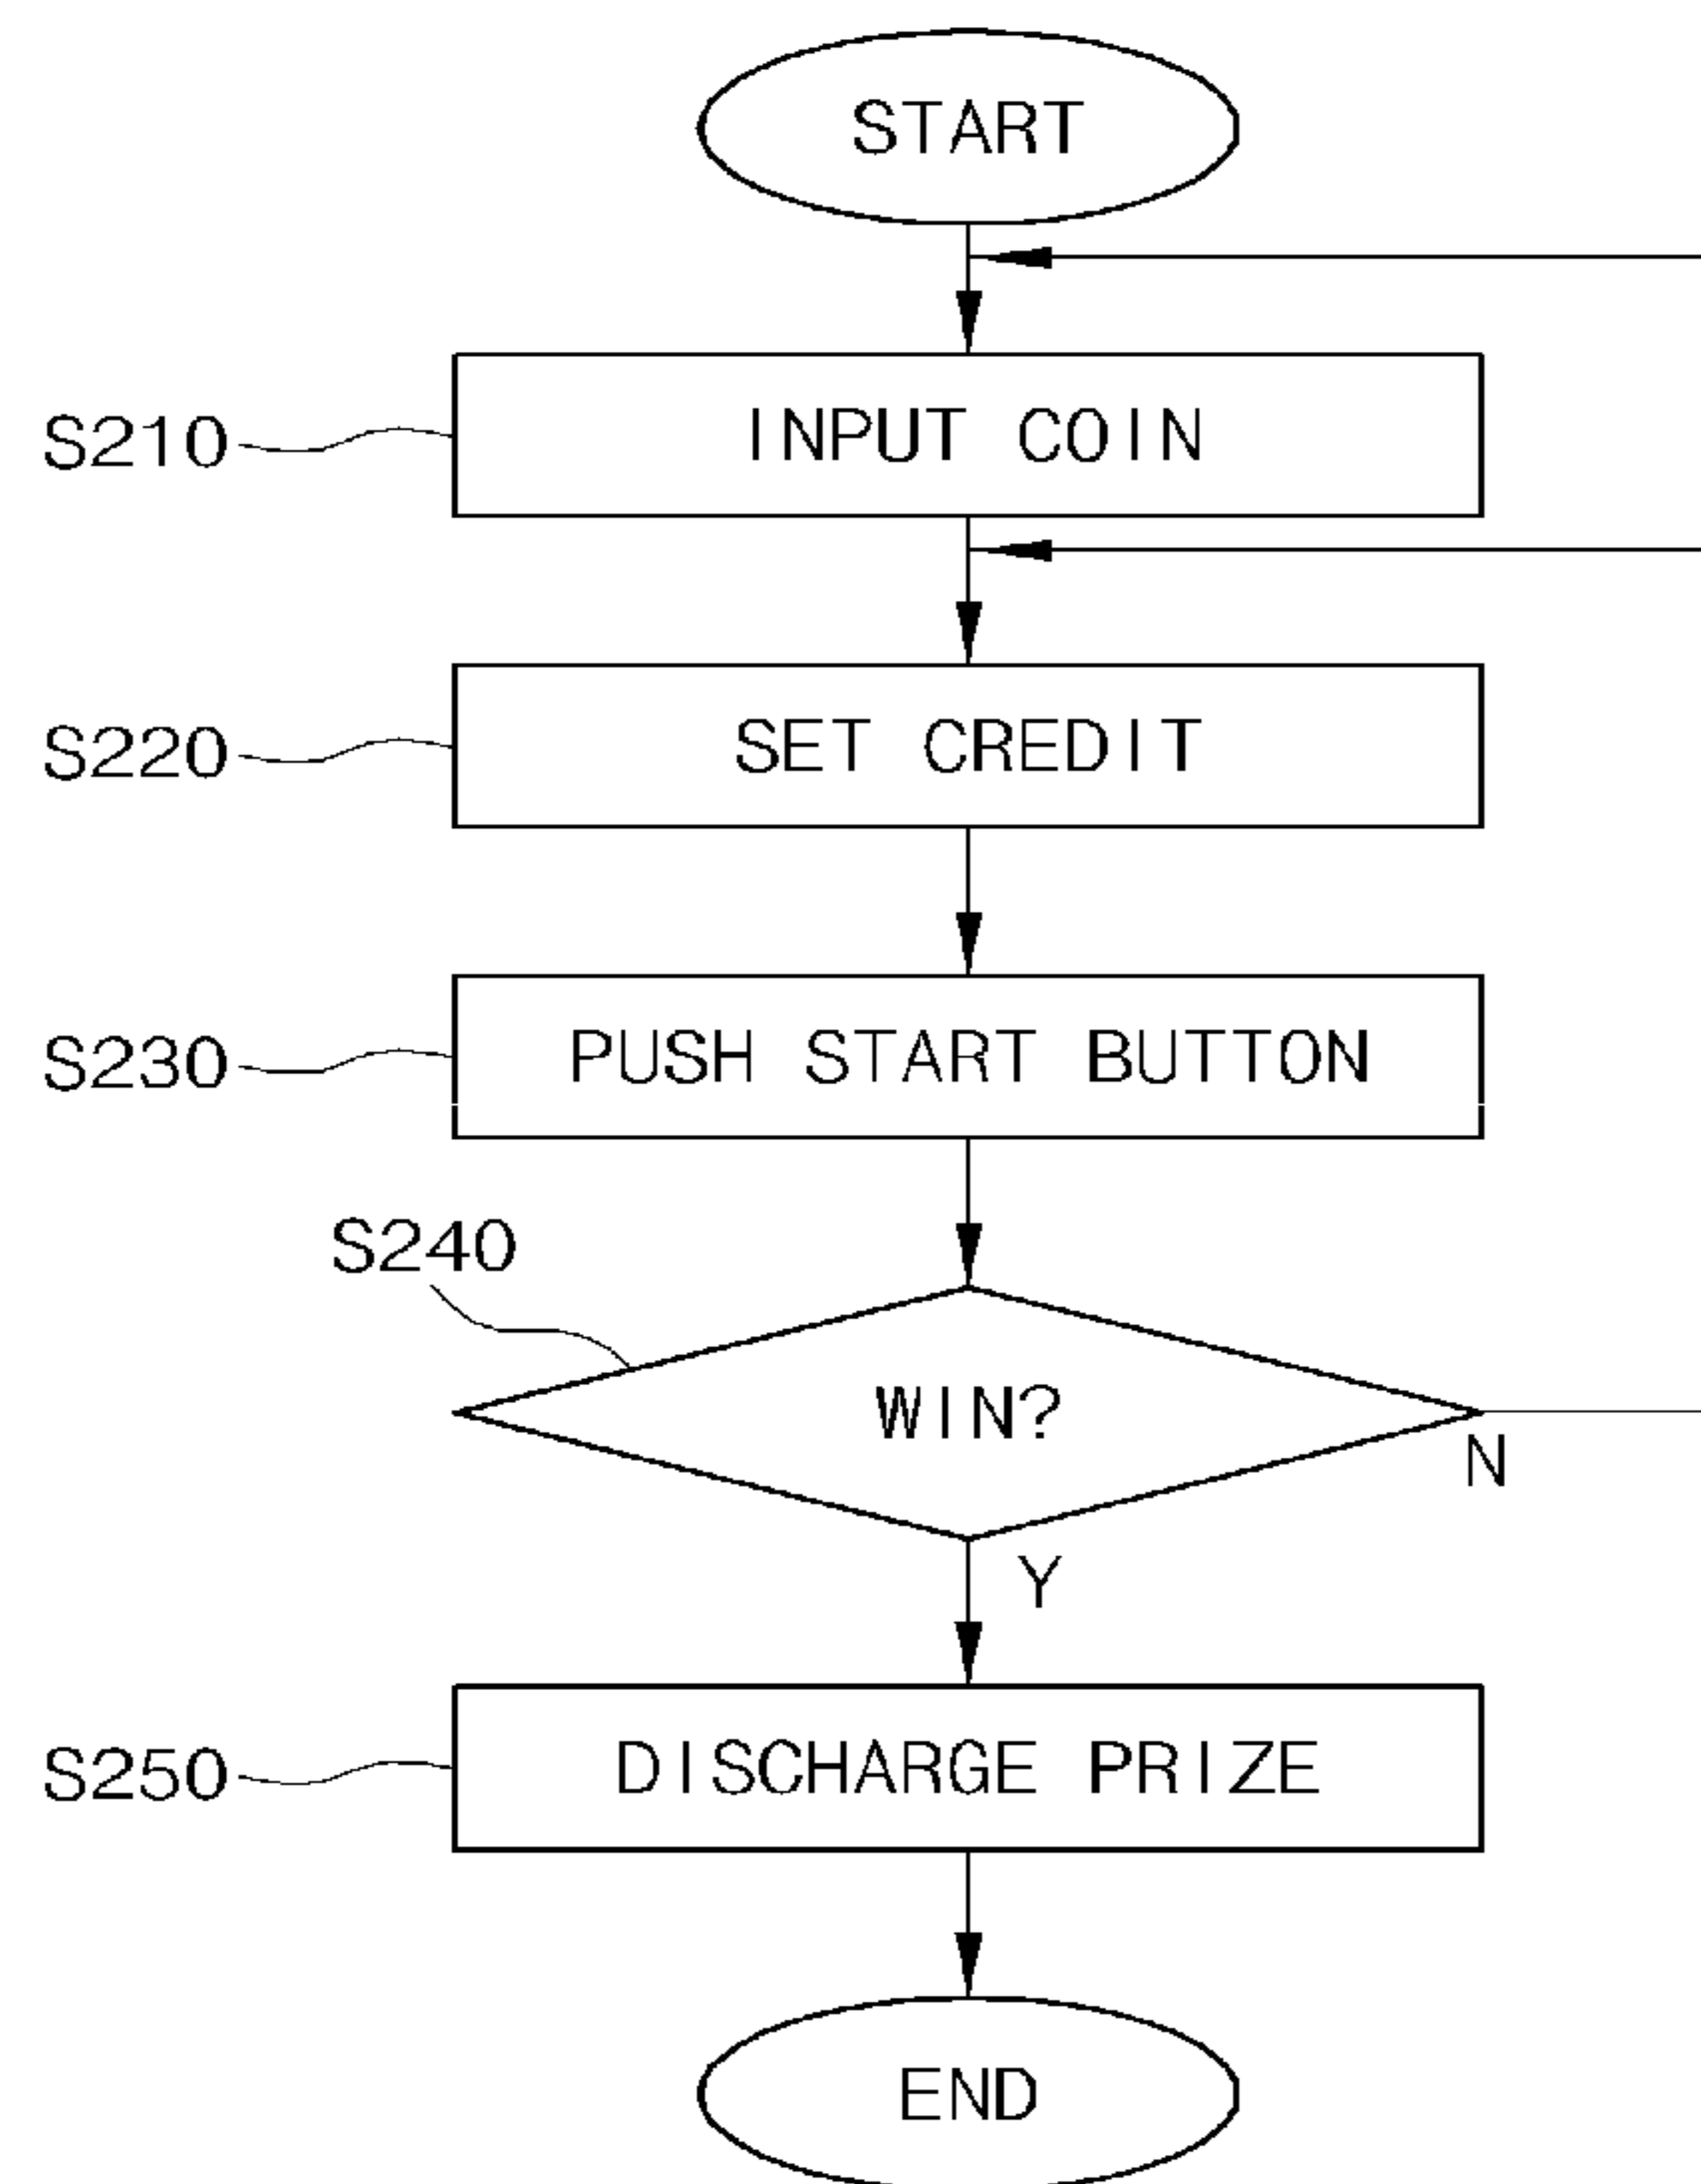 START
S210
INPUT COIN
S220
SET CREDIT
S230
PUSH START BUTTON
S240
WIN?
N
Y
S250
DISCHARGE PRIZE
END